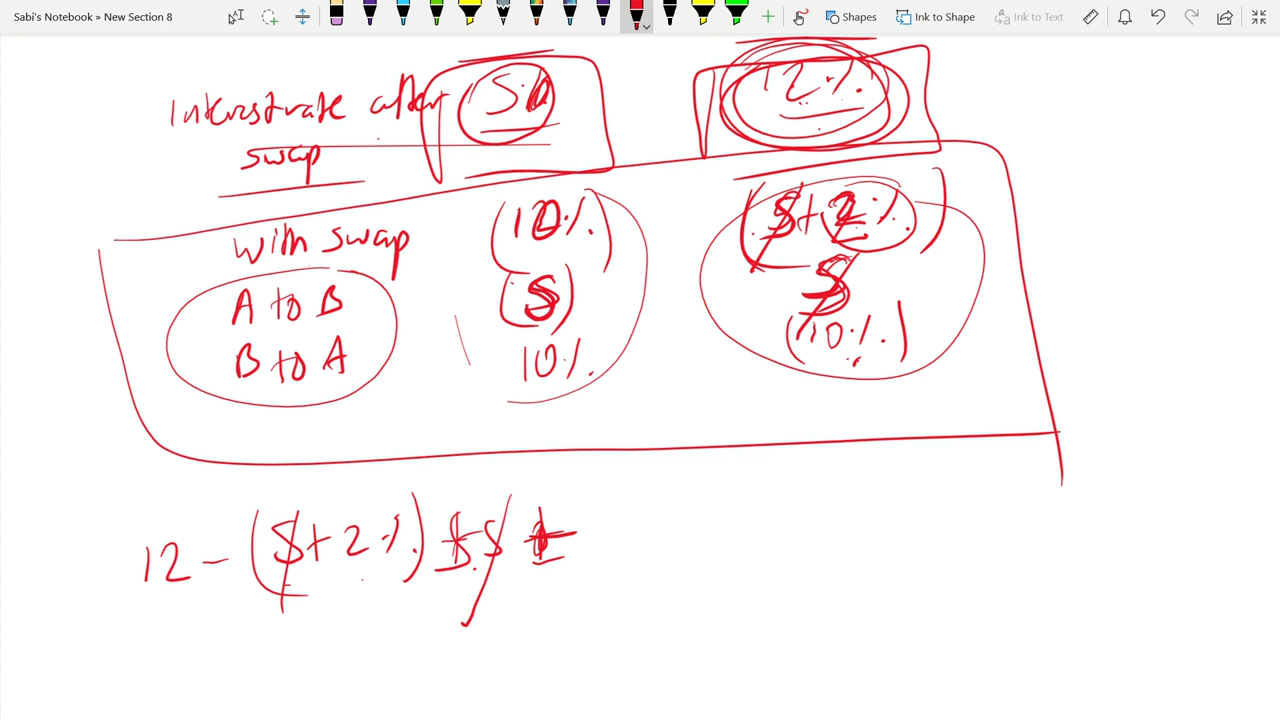 Sabi's Notebook » New Section 8
Shapes Ink to Shape Ink to Text
Interestrate after S 12%
swap
with swap (10%) (S+2%)
A to B (S) S
B to A 10% (10%)
12 - (S+2%) S